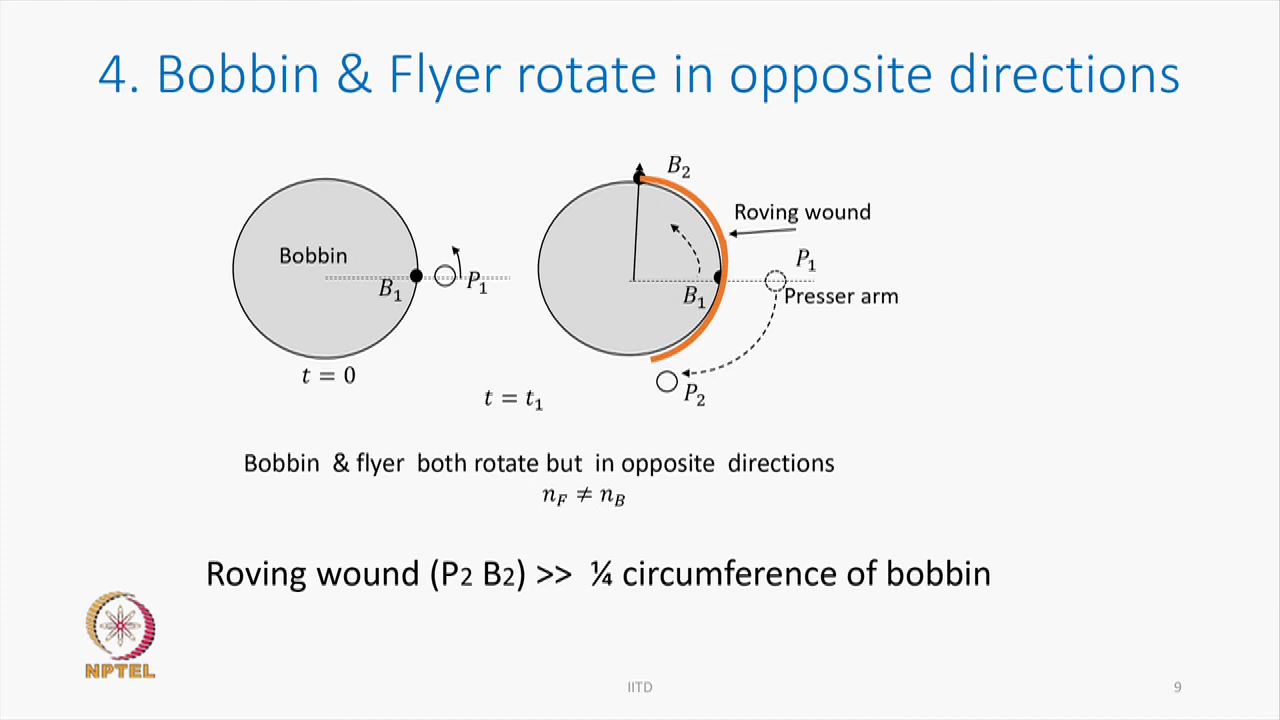 4. Bobbin & Flyer rotate in opposite directions
Bobbin
B₁
P₁
t = 0
B₂
Roving wound
P₁
B₁
Presser arm
P₂
t = t₁
Bobbin & flyer both rotate but in opposite directions
n_F ≠ n_B
Roving wound (P2 B2) >> ¼ circumference of bobbin
NPTEL
IITD
9